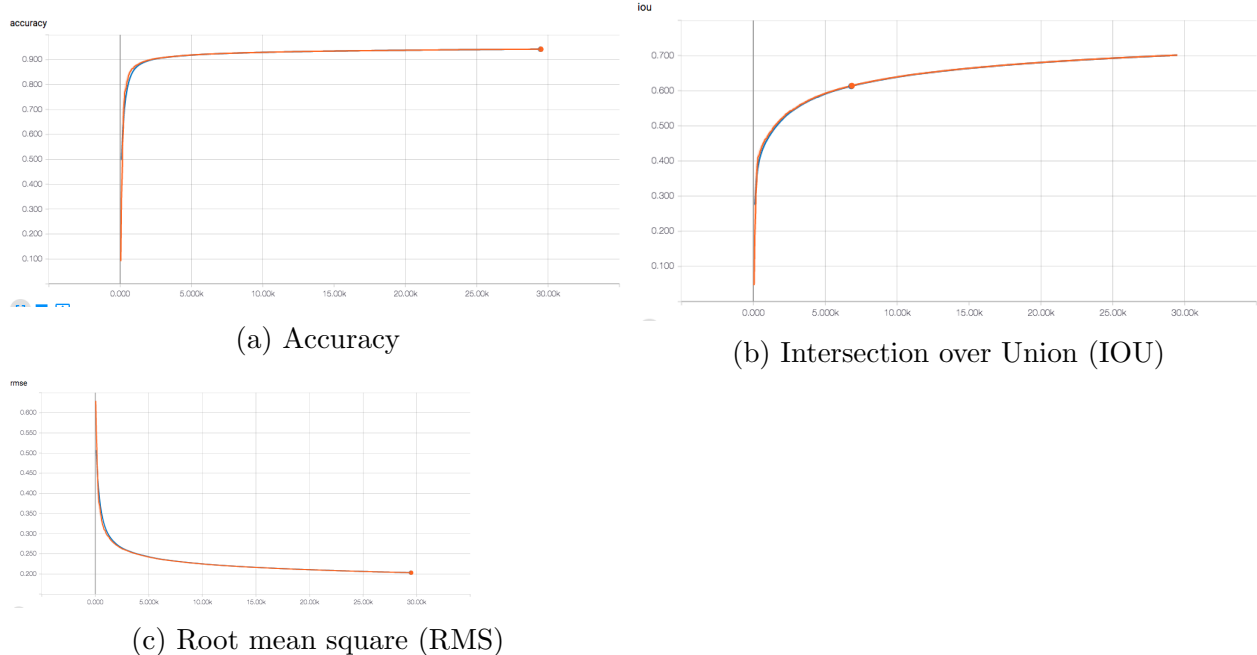 accuracy
0.900
0.800
0.700
0.600
0.500
0.400
0.300
0.200
0.100
0.000 5.000k 10.00k 15.00k 20.00k 25.00k 30.00k
(a) Accuracy
iou
0.700
0.600
0.500
0.400
0.300
0.200
0.100
0.000 5.000k 10.00k 15.00k 20.00k 25.00k 30.00k
(b) Intersection over Union (IOU)
rmse
0.600
0.550
0.500
0.450
0.400
0.350
0.300
0.250
0.200
0.000 5.000k 10.00k 15.00k 20.00k 25.00k 30.00k
(c) Root mean square (RMS)